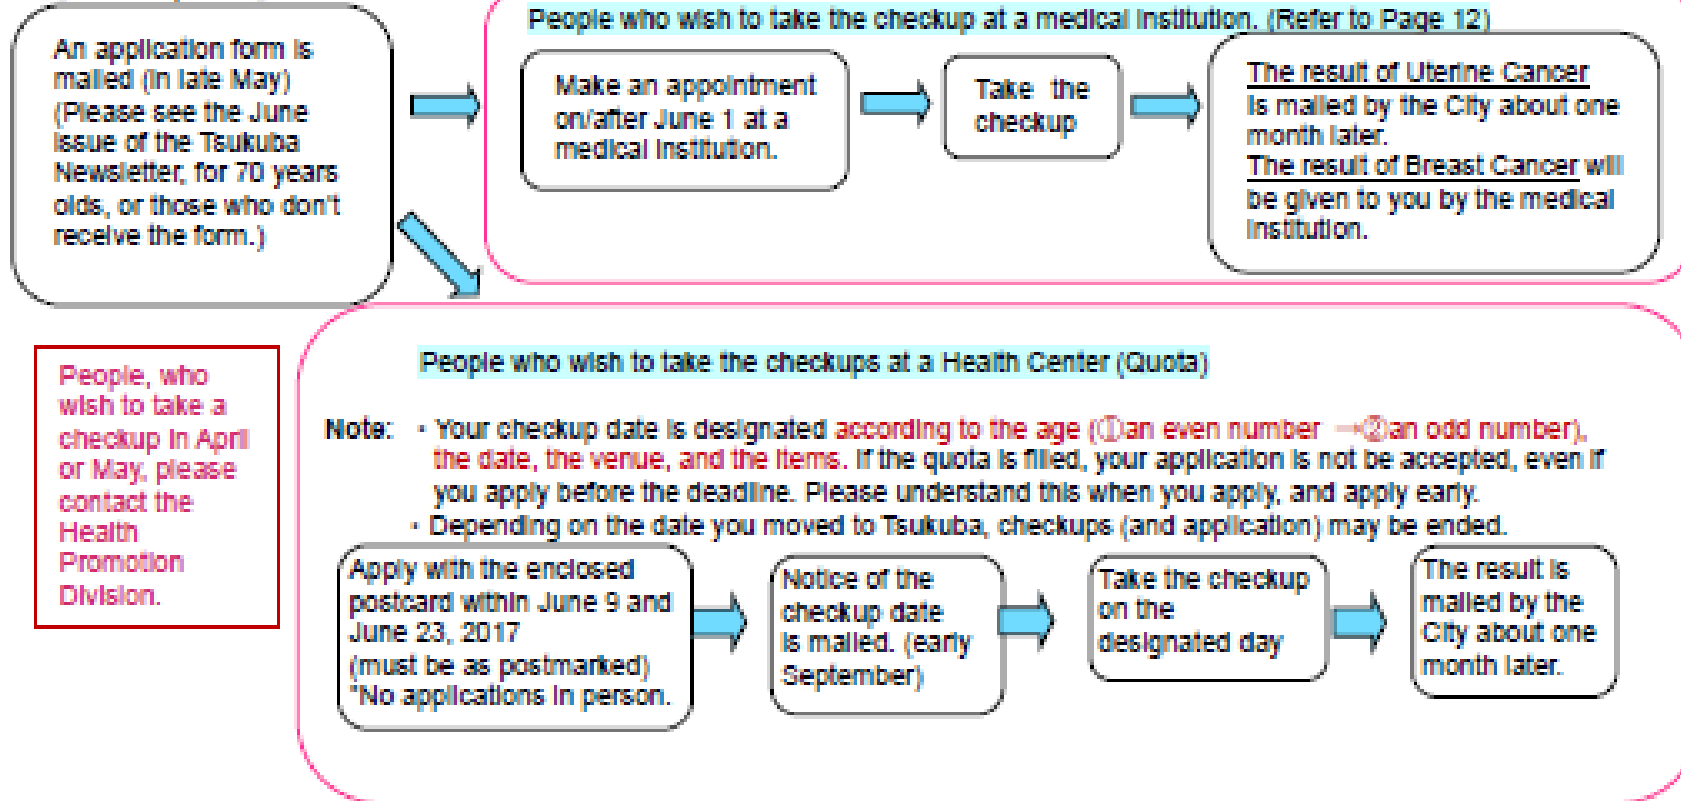 An application form is
mailed (in late May)
(Please see the June
issue of the Tsukuba
Newsletter, for 70 years
olds, or those who don't
receive the form.)
People who wish to take the checkup at a medical institution. (Refer to Page 12)
Make an appointment
on/after June 1 at a
medical institution.
Take the
checkup
The result of Uterine Cancer
is mailed by the City about one
month later.
The result of Breast Cancer will
be given to you by the medical
institution.
People, who
wish to take a
checkup in April
or May, please
contact the
Health
Promotion
Division.
People who wish to take the checkups at a Health Center (Quota)
Note: ・Your checkup date is designated according to the age (①an even number →②an odd number),
the date, the venue, and the items. If the quota is filled, your application is not be accepted, even if
you apply before the deadline. Please understand this when you apply, and apply early.
・Depending on the date you moved to Tsukuba, checkups (and application) may be ended.
Apply with the enclosed
postcard within June 9 and
June 23, 2017
(must be as postmarked)
*No applications in person.
Notice of the
checkup date
is mailed. (early
September)
Take the checkup
on the
designated day
The result is
mailed by the
City about one
month later.